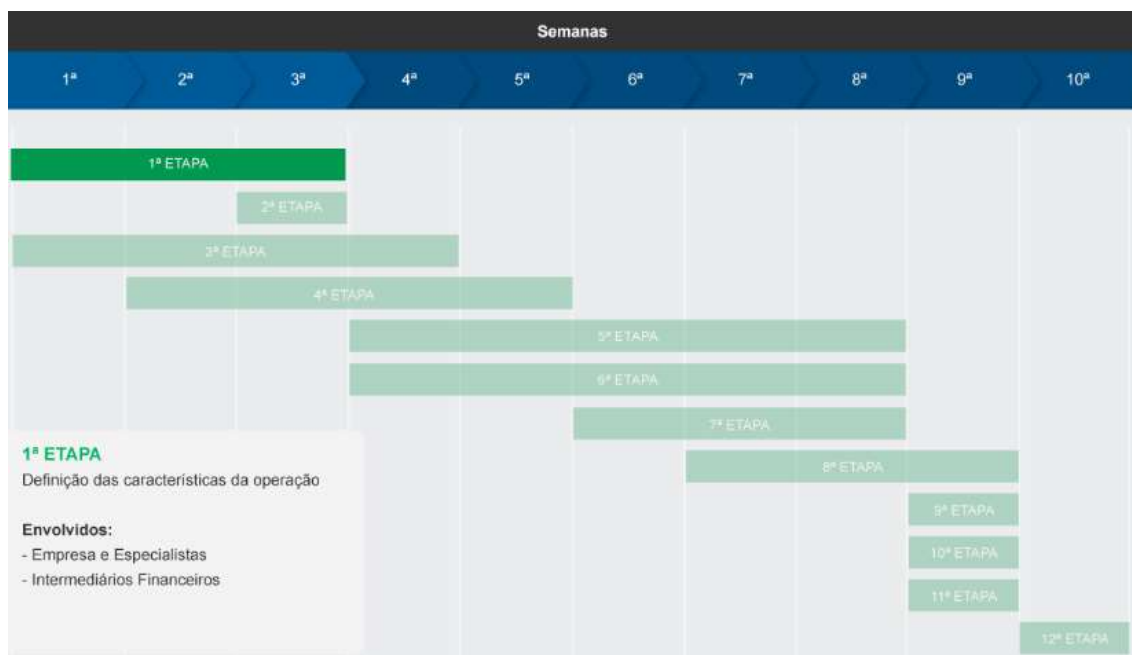 Semanas
1ª 2ª 3ª 4ª 5ª 6ª 7ª 8ª 9ª 10ª
1ª ETAPA
2ª ETAPA
3ª ETAPA
4ª ETAPA
5ª ETAPA
6ª ETAPA
7ª ETAPA
8ª ETAPA
9ª ETAPA
10ª ETAPA
11ª ETAPA
12ª ETAPA
1ª ETAPA
Definição das características da operação
Envolvidos:
- Empresa e Especialistas
- Intermediários Financeiros